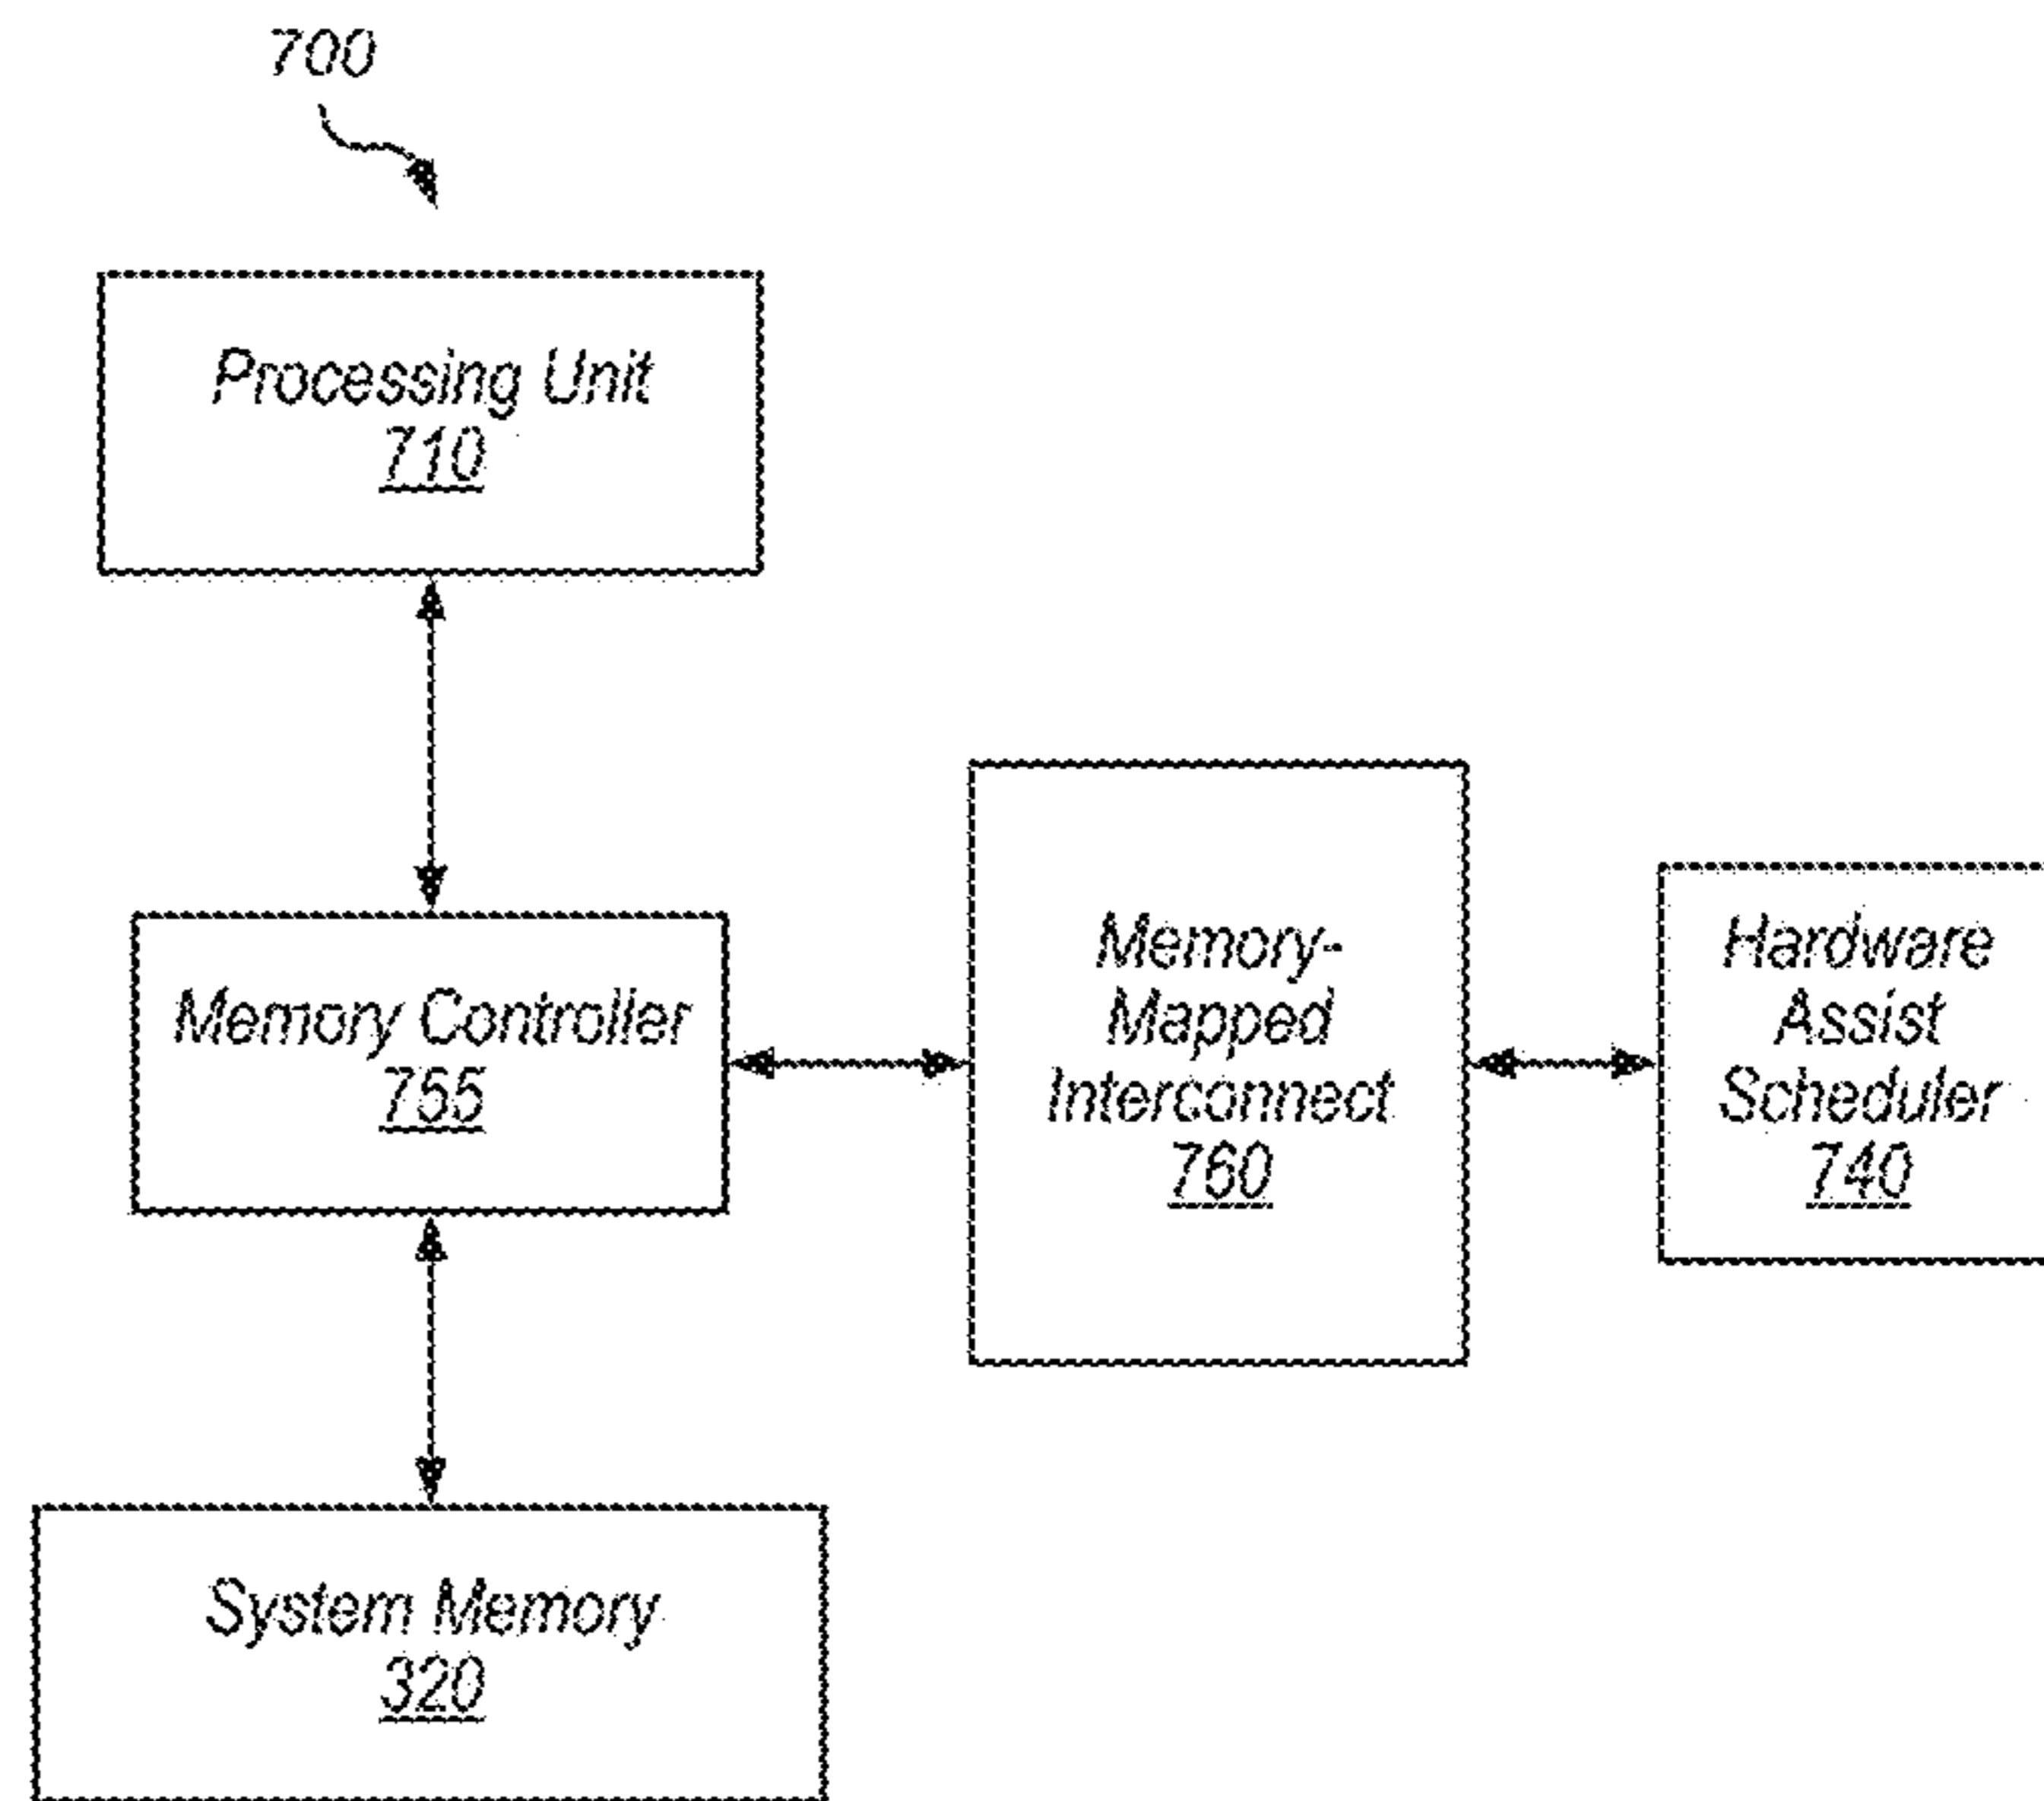 700
Processing Unit
710
Memory Controller
755
Memory-
Mapped
Interconnect
760
Hardware
Assist
Scheduler
740
System Memory
320